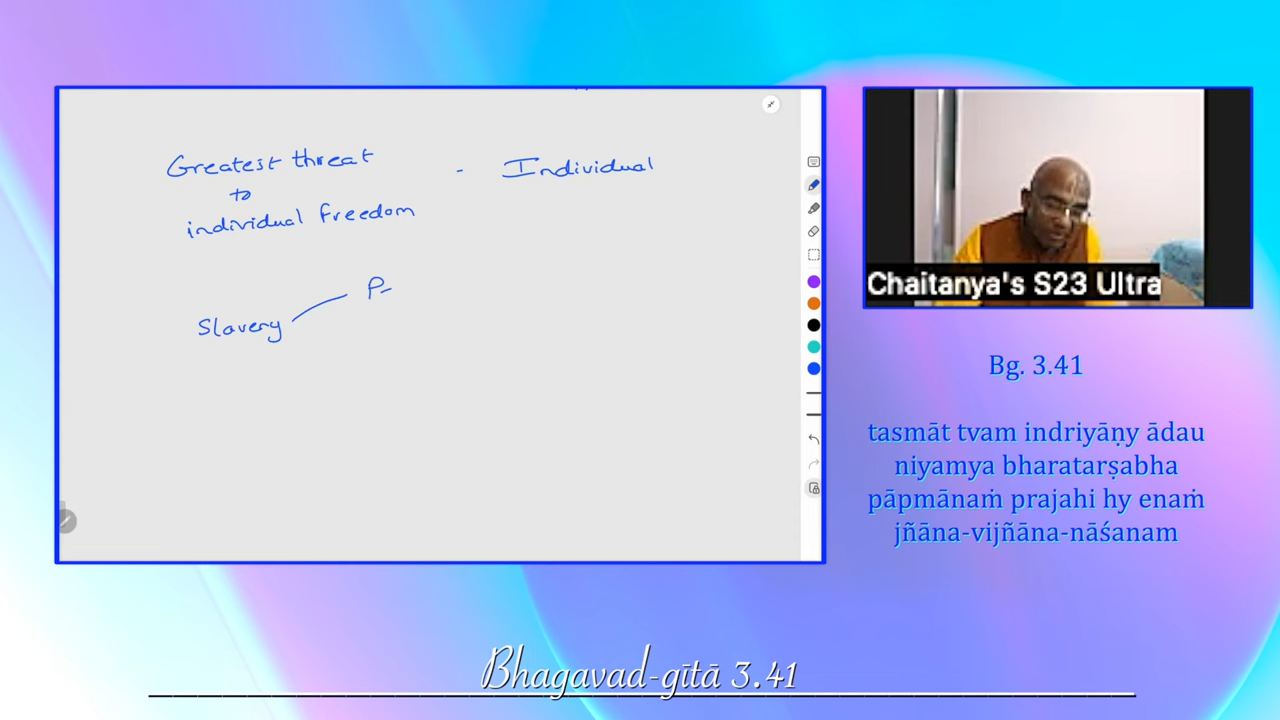 Greatest threat
to
individual freedom
- Individual
Slavery
Chaitanya's S23 Ultra
Bg. 3.41
tasmāt tvam indriyāṇy ādau
niyamya bharatarṣabha
pāpmānaṁ prajahi hy enaṁ
jñāna-vijñāna-nāśanam
Bhagavad-gītā 3.41